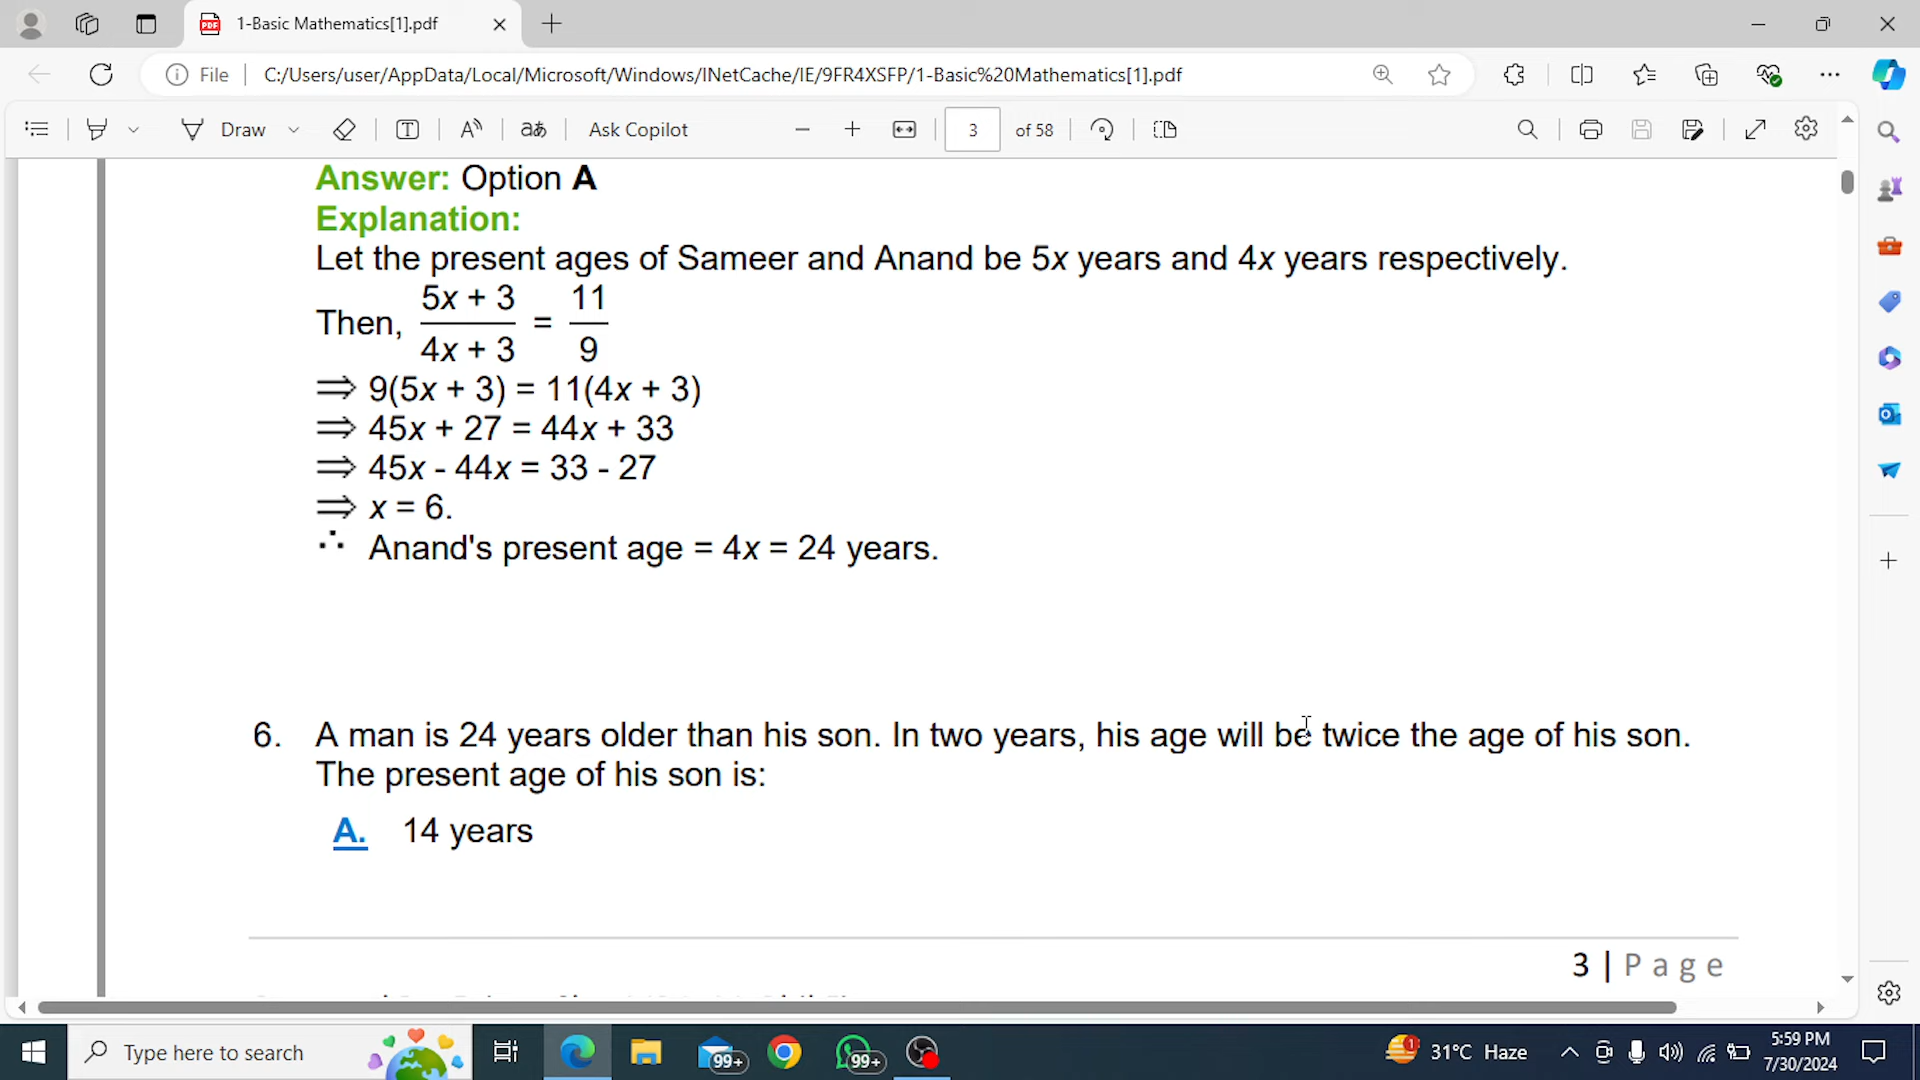 1-Basic Mathematics[1].pdf
File
C:/Users/user/AppData/Local/Microsoft/Windows/INetCache/IE/9FR4XSFP/1-Basic%20Mathematics[1].pdf
Draw
Ask Copilot
3 of 58
Answer: Option A
Explanation:
Let the present ages of Sameer and Anand be 5x years and 4x years respectively.
Then, (5x + 3)/(4x + 3) = 11/9
⇒ 9(5x + 3) = 11(4x + 3)
⇒ 45x + 27 = 44x + 33
⇒ 45x - 44x = 33 - 27
⇒ x = 6.
∴ Anand's present age = 4x = 24 years.
6. A man is 24 years older than his son. In two years, his age will be twice the age of his son.
The present age of his son is:
A. 14 years
3 | Page
Type here to search
99+
99+
1
31°C Haze
5:59 PM
7/30/2024